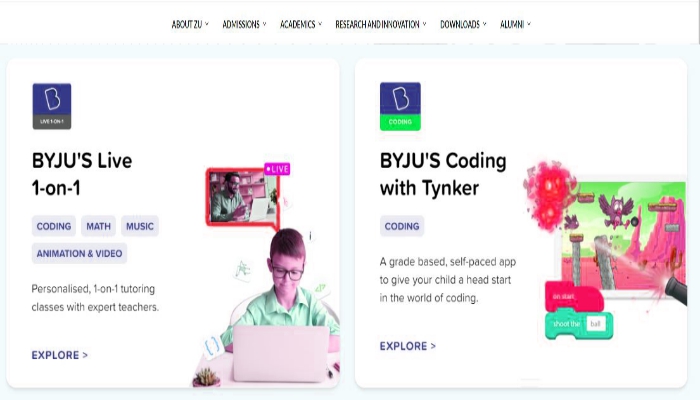 ABOUT ZU ADMISSIONS ACADEMICS RESEARCH AND INNOVATION DOWNLOADS ALUMNI
B
LIVE 1-ON-1
BYJU'S Live
1-on-1
CODING MATH MUSIC
ANIMATION & VIDEO
Personalised, 1-on-1 tutoring
classes with expert teachers.
EXPLORE >
LIVE
B
CODING
BYJU'S Coding
with Tynker
CODING
A grade based, self-paced app
to give your child a head start
in the world of coding.
EXPLORE >
on start
shoot the ball